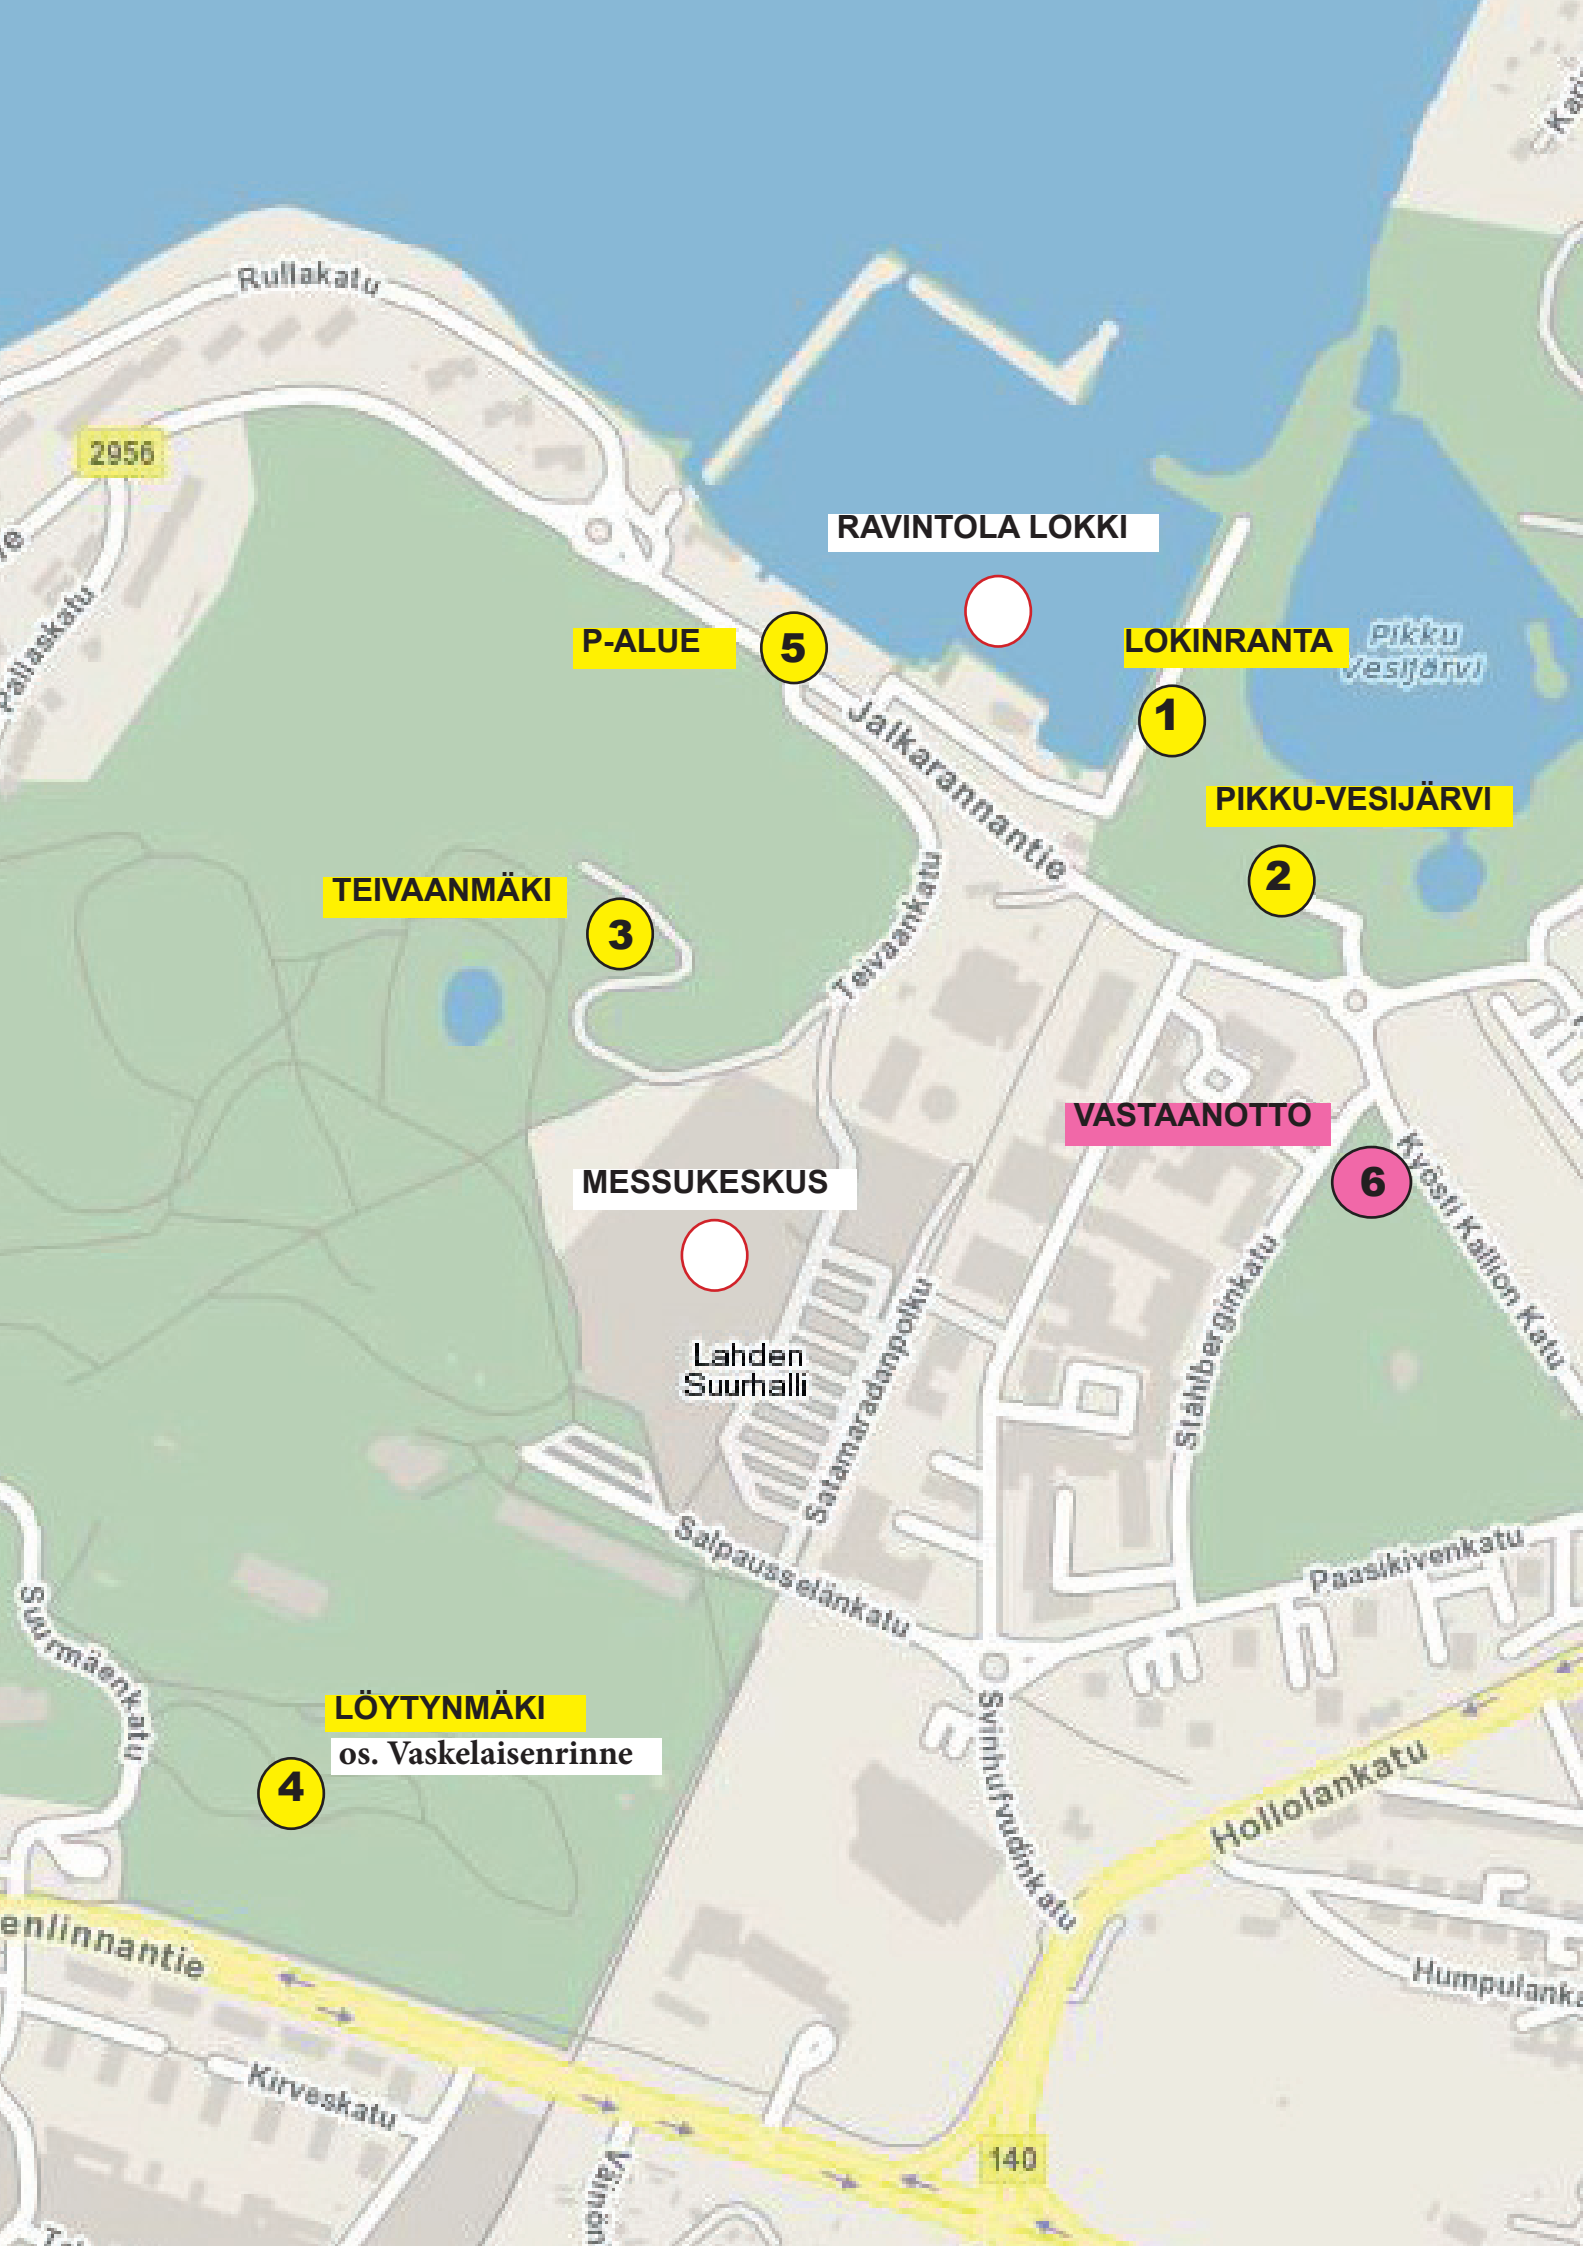 Rullakatu
2956
Pallaskatu
RAVINTOLA LOKKI
P-ALUE
5
LOKINRANTA
1
Pikku
Vesijärvi
Jalkarannantie
PIKKU-VESIJÄRVI
2
TEIVAANMÄKI
3
Teivaankatu
VASTAANOTTO
6
MESSUKESKUS
Kyösti Kallion Katu
Ståhlberginkatu
Lahden
Suurhalli
Satamaradanpolku
Salpausselänkatu
Paasikivenkatu
Suurmäenkatu
LÖYTYNMÄKI
os. Vaskelaisenrinne
4
Svinhufvudinkatu
Hollolankatu
enlinnantie
Humpulanka
Kirveskatu
Väinön
140